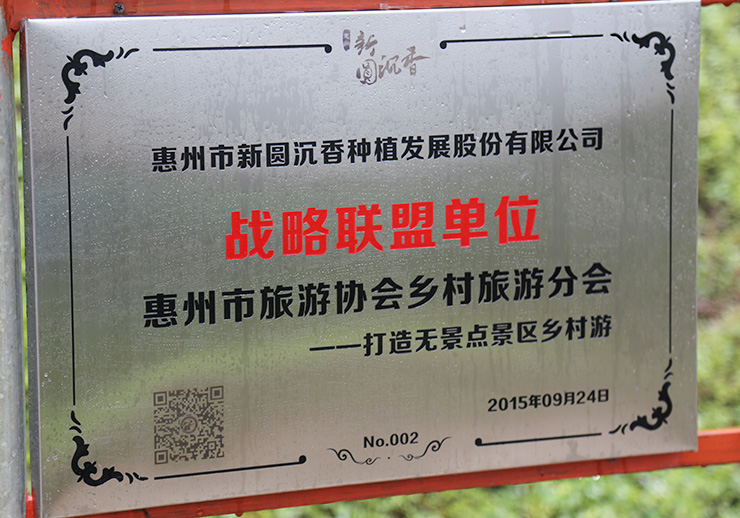 新圆沉香
惠州市新圆沉香种植发展股份有限公司
战略联盟单位
惠州市旅游协会乡村旅游分会
——打造无景点景区乡村游
2015年09月24日
No.002